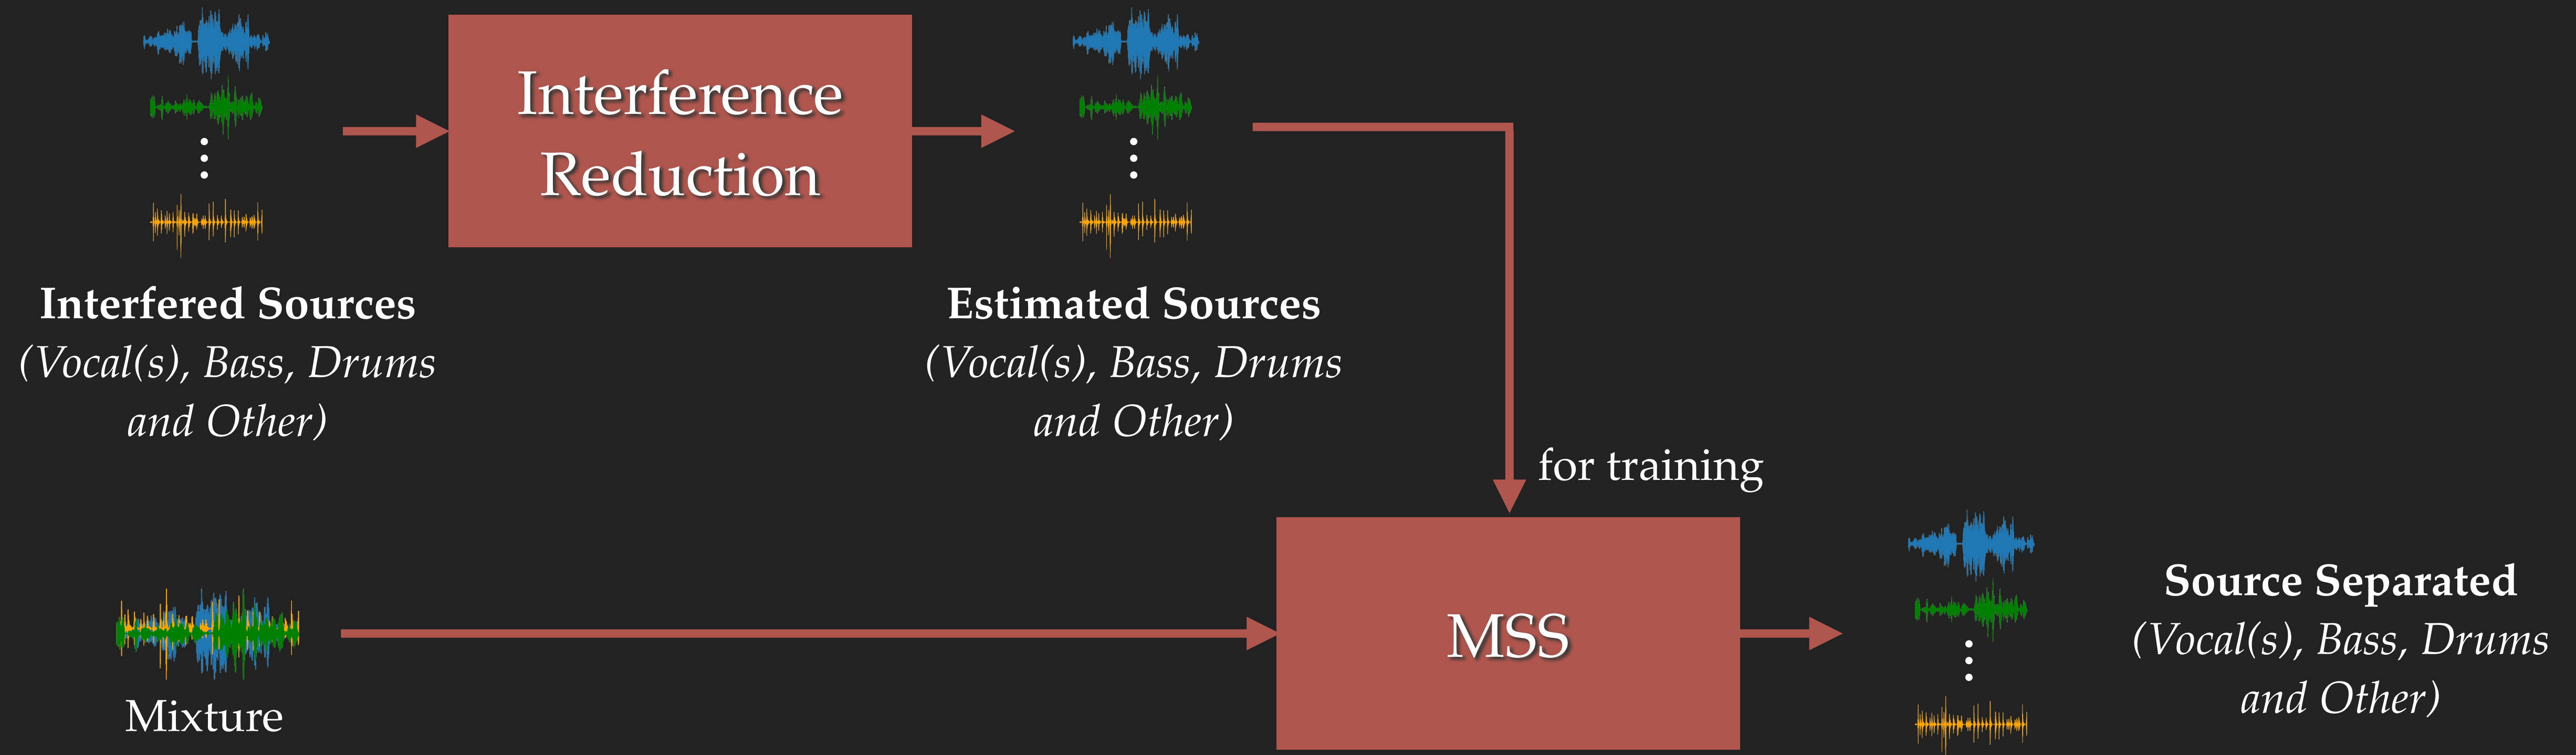 Interference
Reduction
Interfered Sources
(Vocal(s), Bass, Drums
and Other)
Estimated Sources
(Vocal(s), Bass, Drums
and Other)
for training
Mixture
MSS
Source Separated
(Vocal(s), Bass, Drums
and Other)